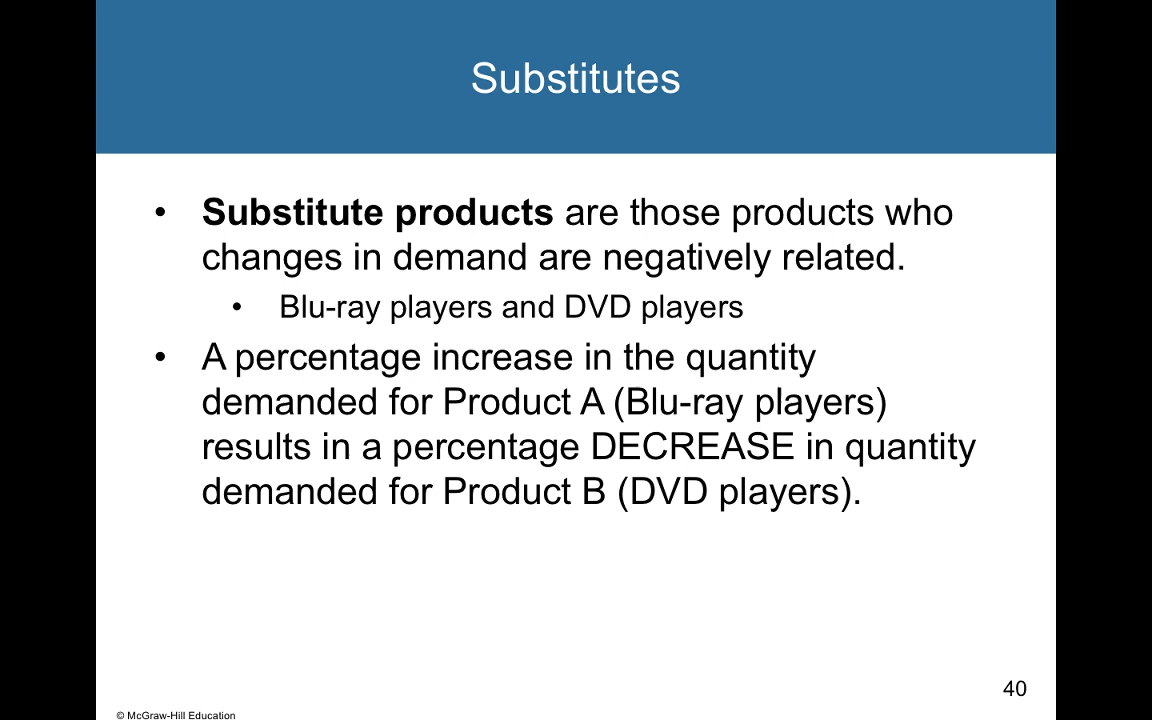 Substitutes
• Substitute products are those products who
changes in demand are negatively related.
• Blu-ray players and DVD players
• A percentage increase in the quantity
demanded for Product A (Blu-ray players)
results in a percentage DECREASE in quantity
demanded for Product B (DVD players).
40
© McGraw-Hill Education